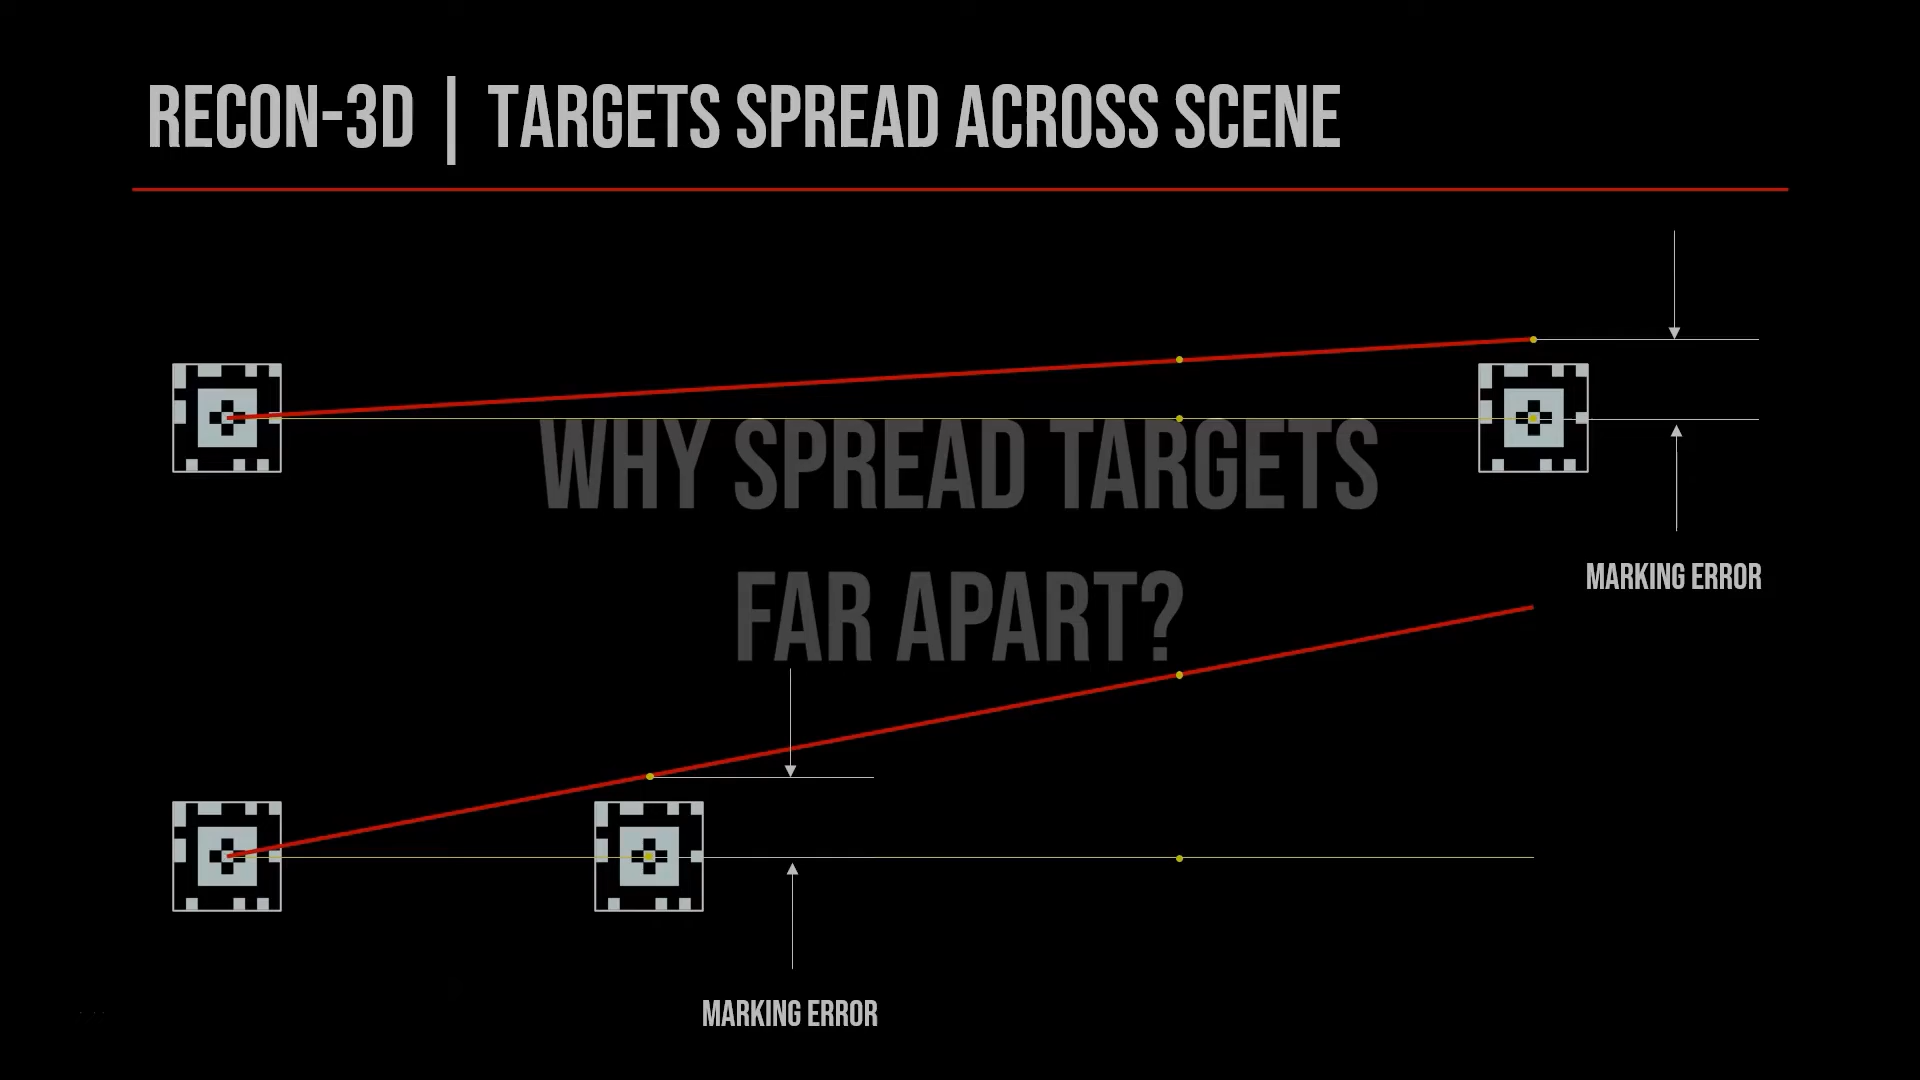 RECON-3D | TARGETS SPREAD ACROSS SCENE
WHY SPREAD TARGETS
FAR APART?
MARKING ERROR
MARKING ERROR